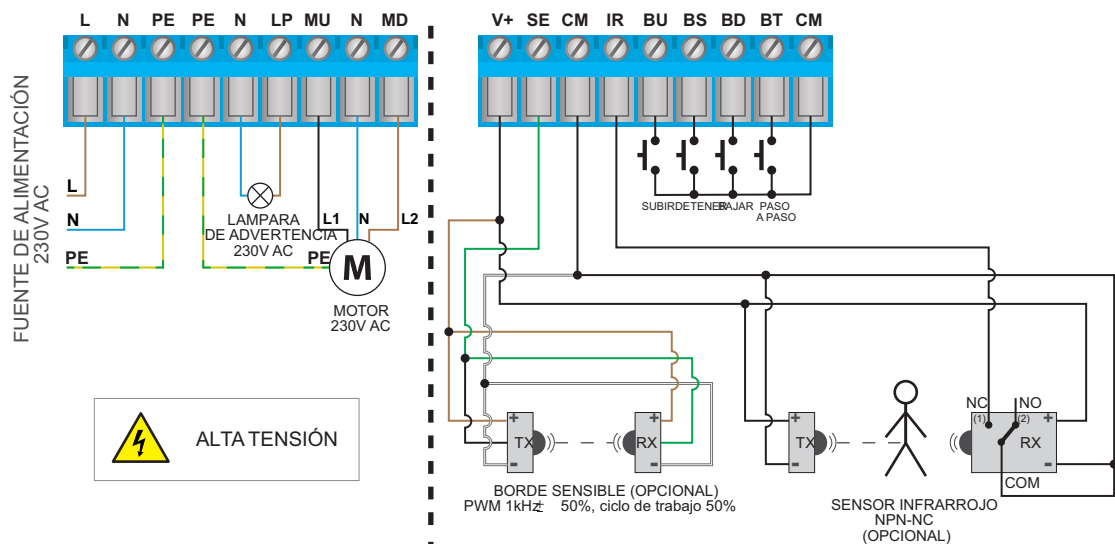 L N PE PE N LP MU N MD
V+ SE CM IR BU BS BD BT CM
FUENTE DE ALIMENTACIÓN
230V AC
L
N
PE
LAMPARA
DE ADVERTENCIA
230V AC
L1
N
L2
PE
M
MOTOR
230V AC
ALTA TENSIÓN
SUBIR
DETENER
BAJAR
PASO
A PASO
+
TX
-
+
RX
-
BORDE SENSIBLE (OPCIONAL)
PWM 1kHz± 50%, ciclo de trabajo 50%
+
TX
-
NC
NO
(1)
(2)
+
RX
-
COM
SENSOR INFRARROJO
NPN-NC
(OPCIONAL)